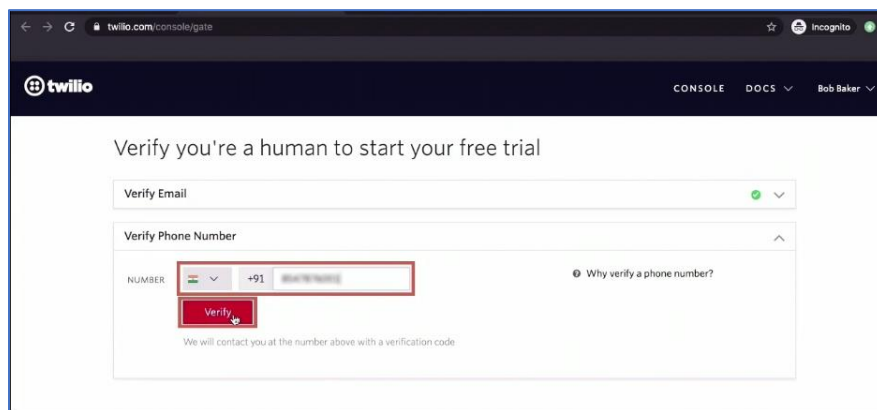 twilio.com/console/gate
Incognito
twilio
CONSOLE DOCS Bob Baker
Verify you're a human to start your free trial
Verify Email
Verify Phone Number
NUMBER +91
Why verify a phone number?
Verify
We will contact you at the number above with a verification code